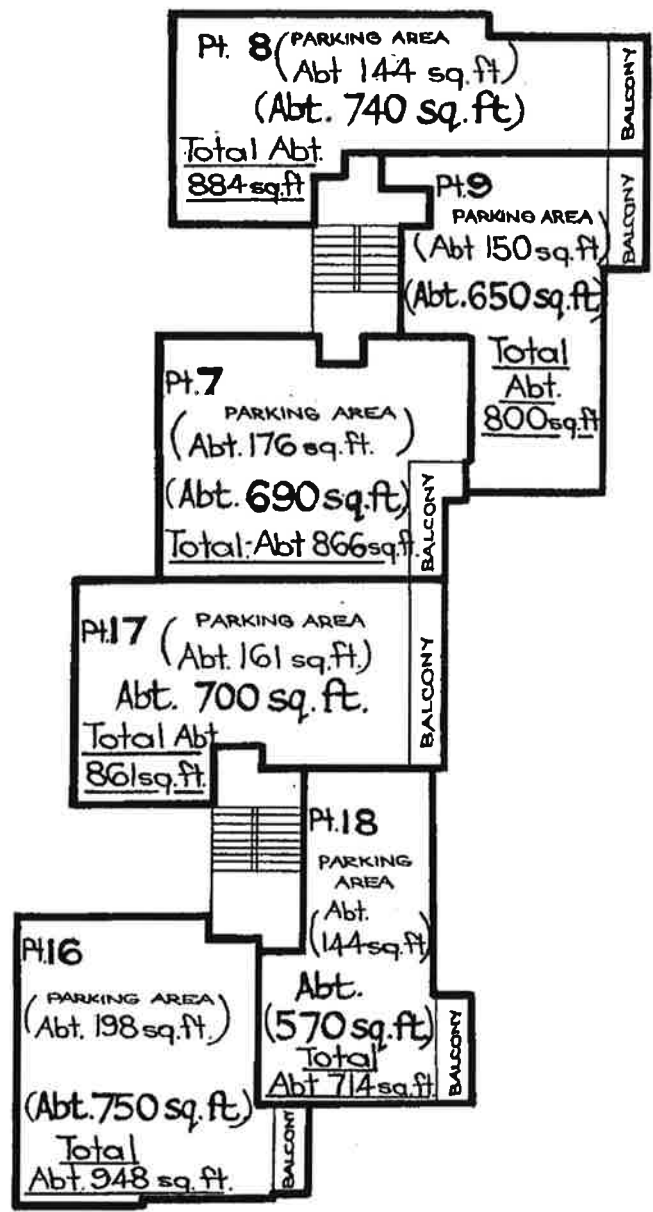 Pt. 8 (PARKING AREA
Abt 144 sq.ft)
(Abt. 740 sq.ft)
Total Abt.
884 sq.ft
BALCONY
Pt.9
PARKING AREA
(Abt 150 sq.ft)
(Abt. 650 sq.ft)
Total
Abt.
800 sq.ft
BALCONY
Pt.7
PARKING AREA
(Abt. 176 sq.ft.)
(Abt. 690 sq.ft)
Total: Abt 866 sq.ft.
BALCONY
Pt.17 (PARKING AREA
Abt. 161 sq.ft.)
Abt. 700 sq.ft.
Total Abt
861 sq.ft.
BALCONY
Pt.18
PARKING
AREA
Abt.
(144 sq.ft)
Abt.
(570 sq.ft)
Total
Abt 714 sq.ft.
BALCONY
Pt.16
(PARKING AREA)
(Abt. 198 sq.ft.)
(Abt. 750 sq.ft.)
Total
Abt. 948 sq.ft.
BALCONY